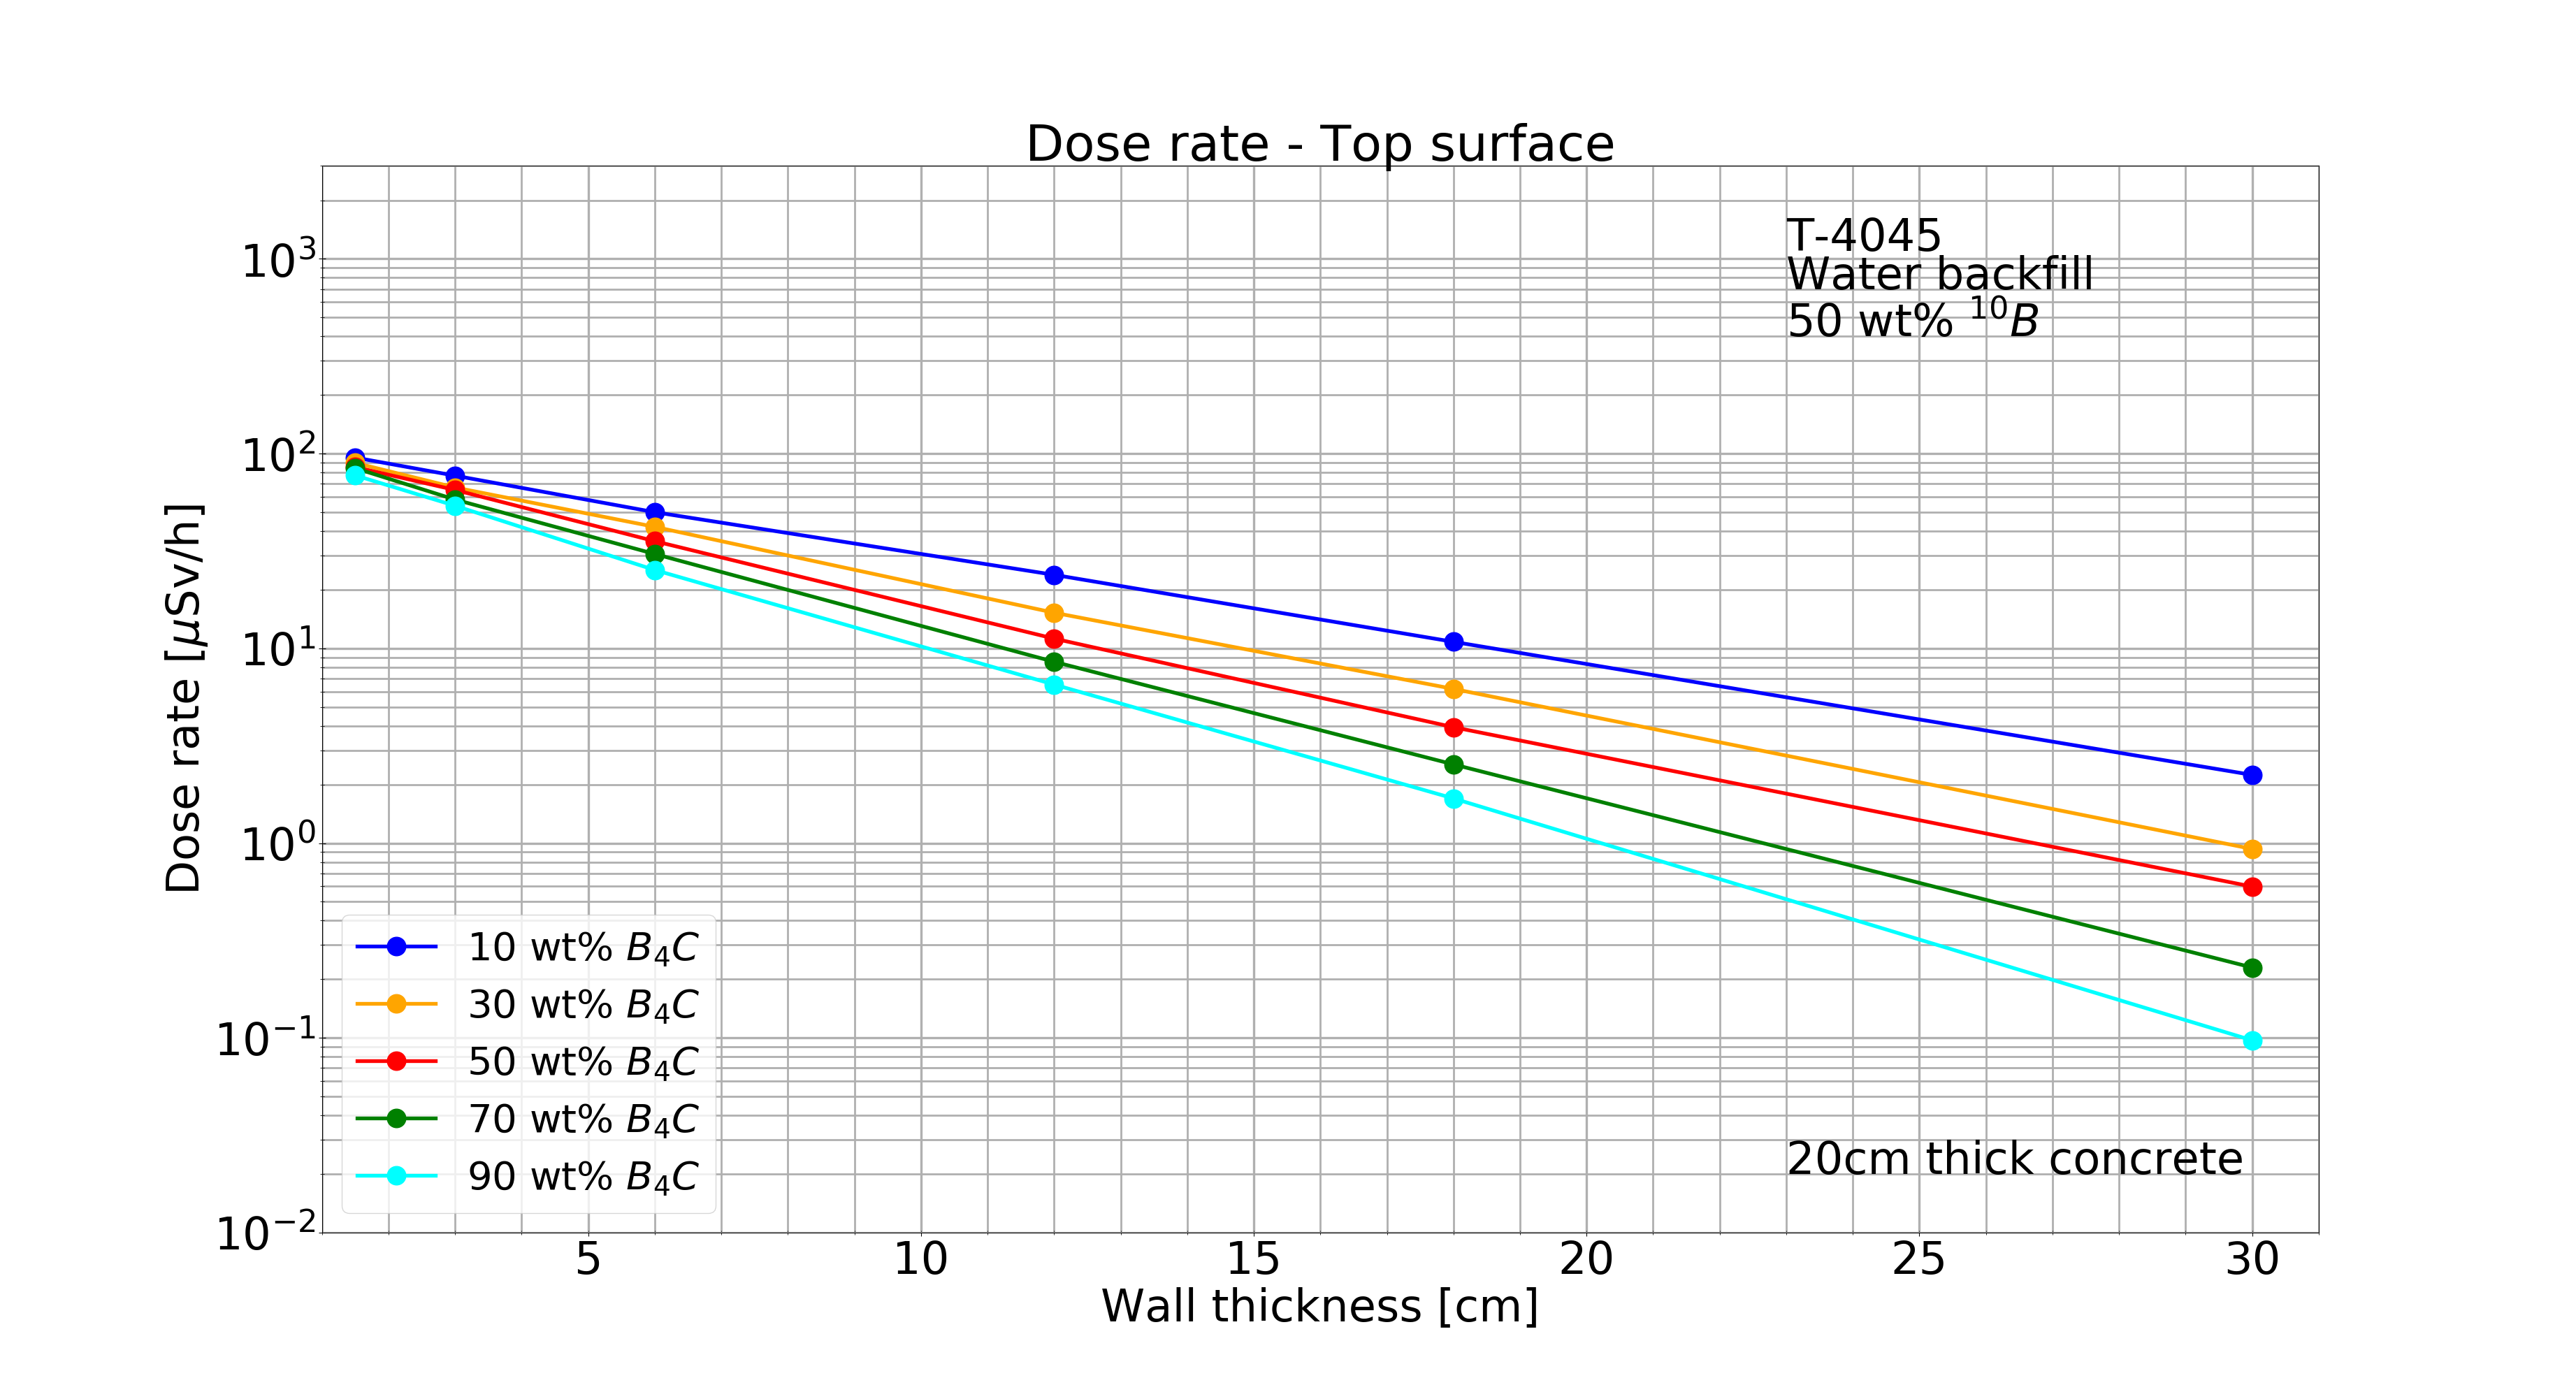 Dose rate - Top surface
T-4045
Water backfill
50 wt% ¹⁰B
10³
10²
10¹
10⁰
10⁻¹
10⁻²
Dose rate [μSv/h]
10 wt% B₄C
30 wt% B₄C
50 wt% B₄C
70 wt% B₄C
90 wt% B₄C
20cm thick concrete
5 10 15 20 25 30
Wall thickness [cm]